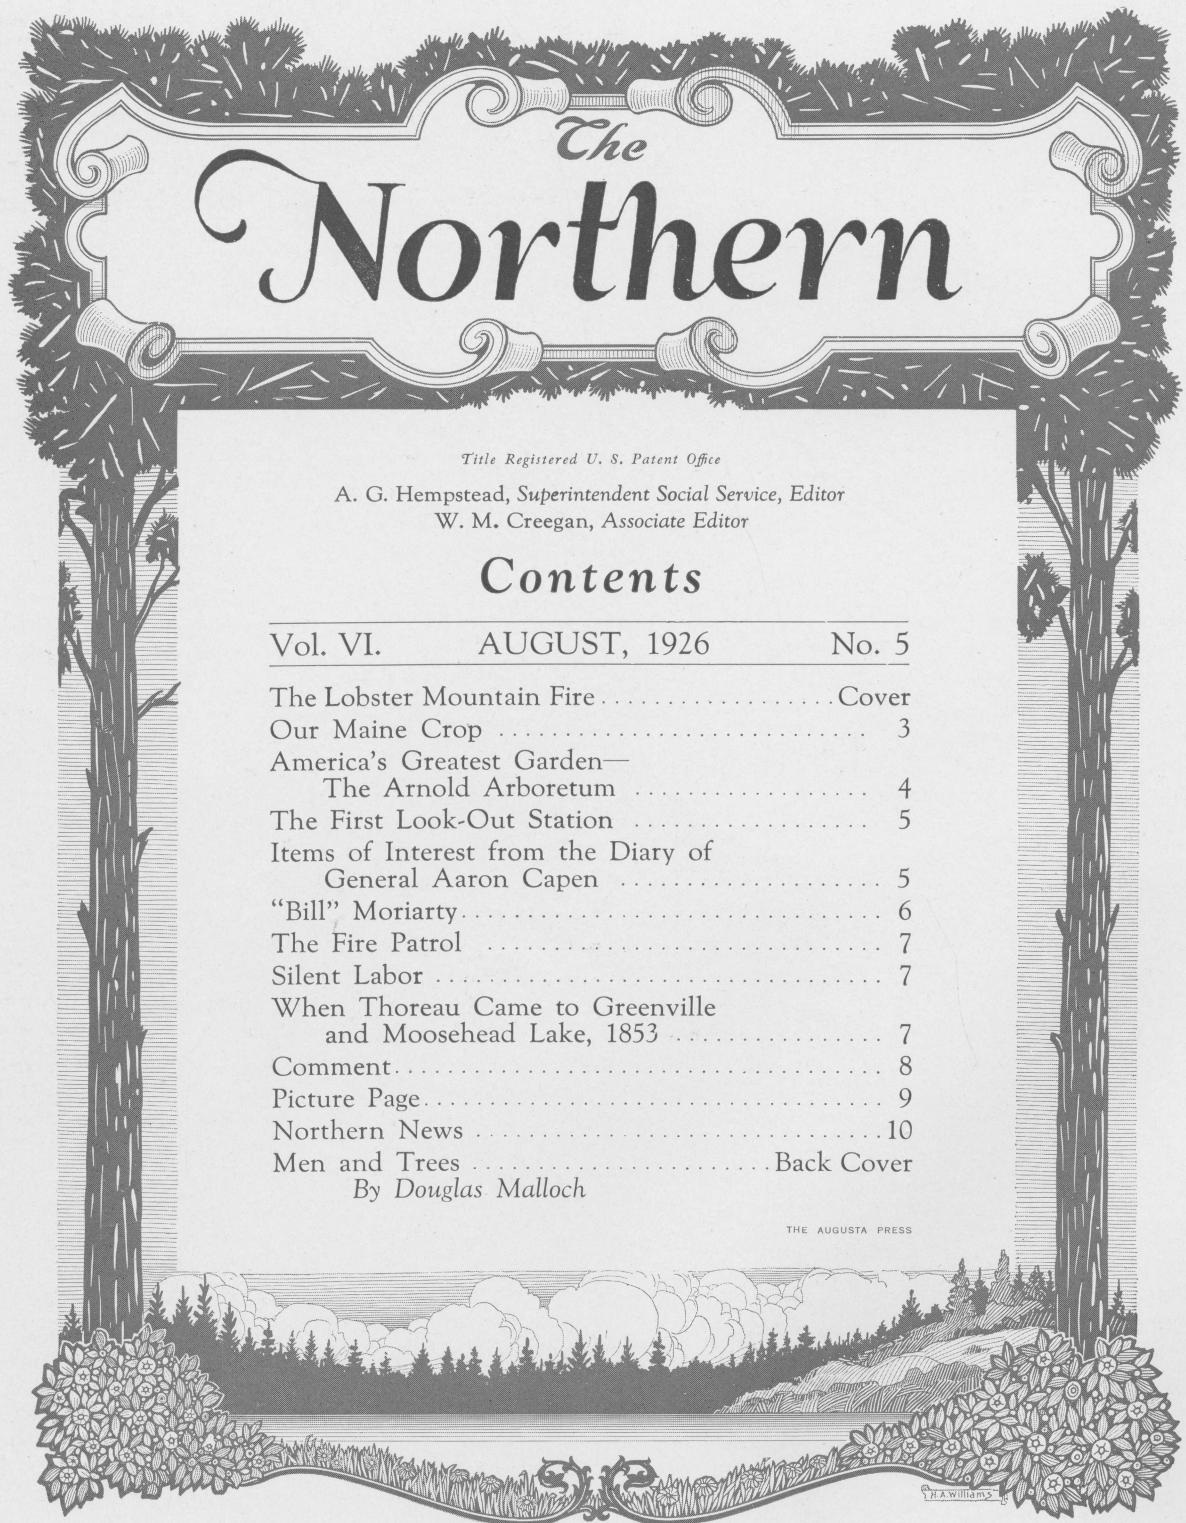 The
Northern
Title Registered U. S. Patent Office
A. G. Hempstead, Superintendent Social Service, Editor
W. M. Creegan, Associate Editor
Contents
Vol. VI. AUGUST, 1926 No. 5
The Lobster Mountain Fire . . . . . . . . . . . . . . . . . . Cover
Our Maine Crop . . . . . . . . . . . . . . . . . . . . . . . . . . . . 3
America's Greatest Garden—
The Arnold Arboretum . . . . . . . . . . . . . . . . . . 4
The First Look-Out Station . . . . . . . . . . . . . . . . . . 5
Items of Interest from the Diary of
General Aaron Capen . . . . . . . . . . . . . . . . . . . . 5
“Bill” Moriarty . . . . . . . . . . . . . . . . . . . . . . . . . . . . . . . . 6
The Fire Patrol . . . . . . . . . . . . . . . . . . . . . . . . . . . . . . 7
Silent Labor . . . . . . . . . . . . . . . . . . . . . . . . . . . . . . . . . . 7
When Thoreau Came to Greenville
and Moosehead Lake, 1853 . . . . . . . . . . . . . . . . 7
Comment . . . . . . . . . . . . . . . . . . . . . . . . . . . . . . . . . . . . . 8
Picture Page . . . . . . . . . . . . . . . . . . . . . . . . . . . . . . . . . . . 9
Northern News . . . . . . . . . . . . . . . . . . . . . . . . . . . . . . . 10
Men and Trees . . . . . . . . . . . . . . . . . . . . . . . Back Cover
By Douglas Malloch
THE AUGUSTA PRESS
H.A.Williams